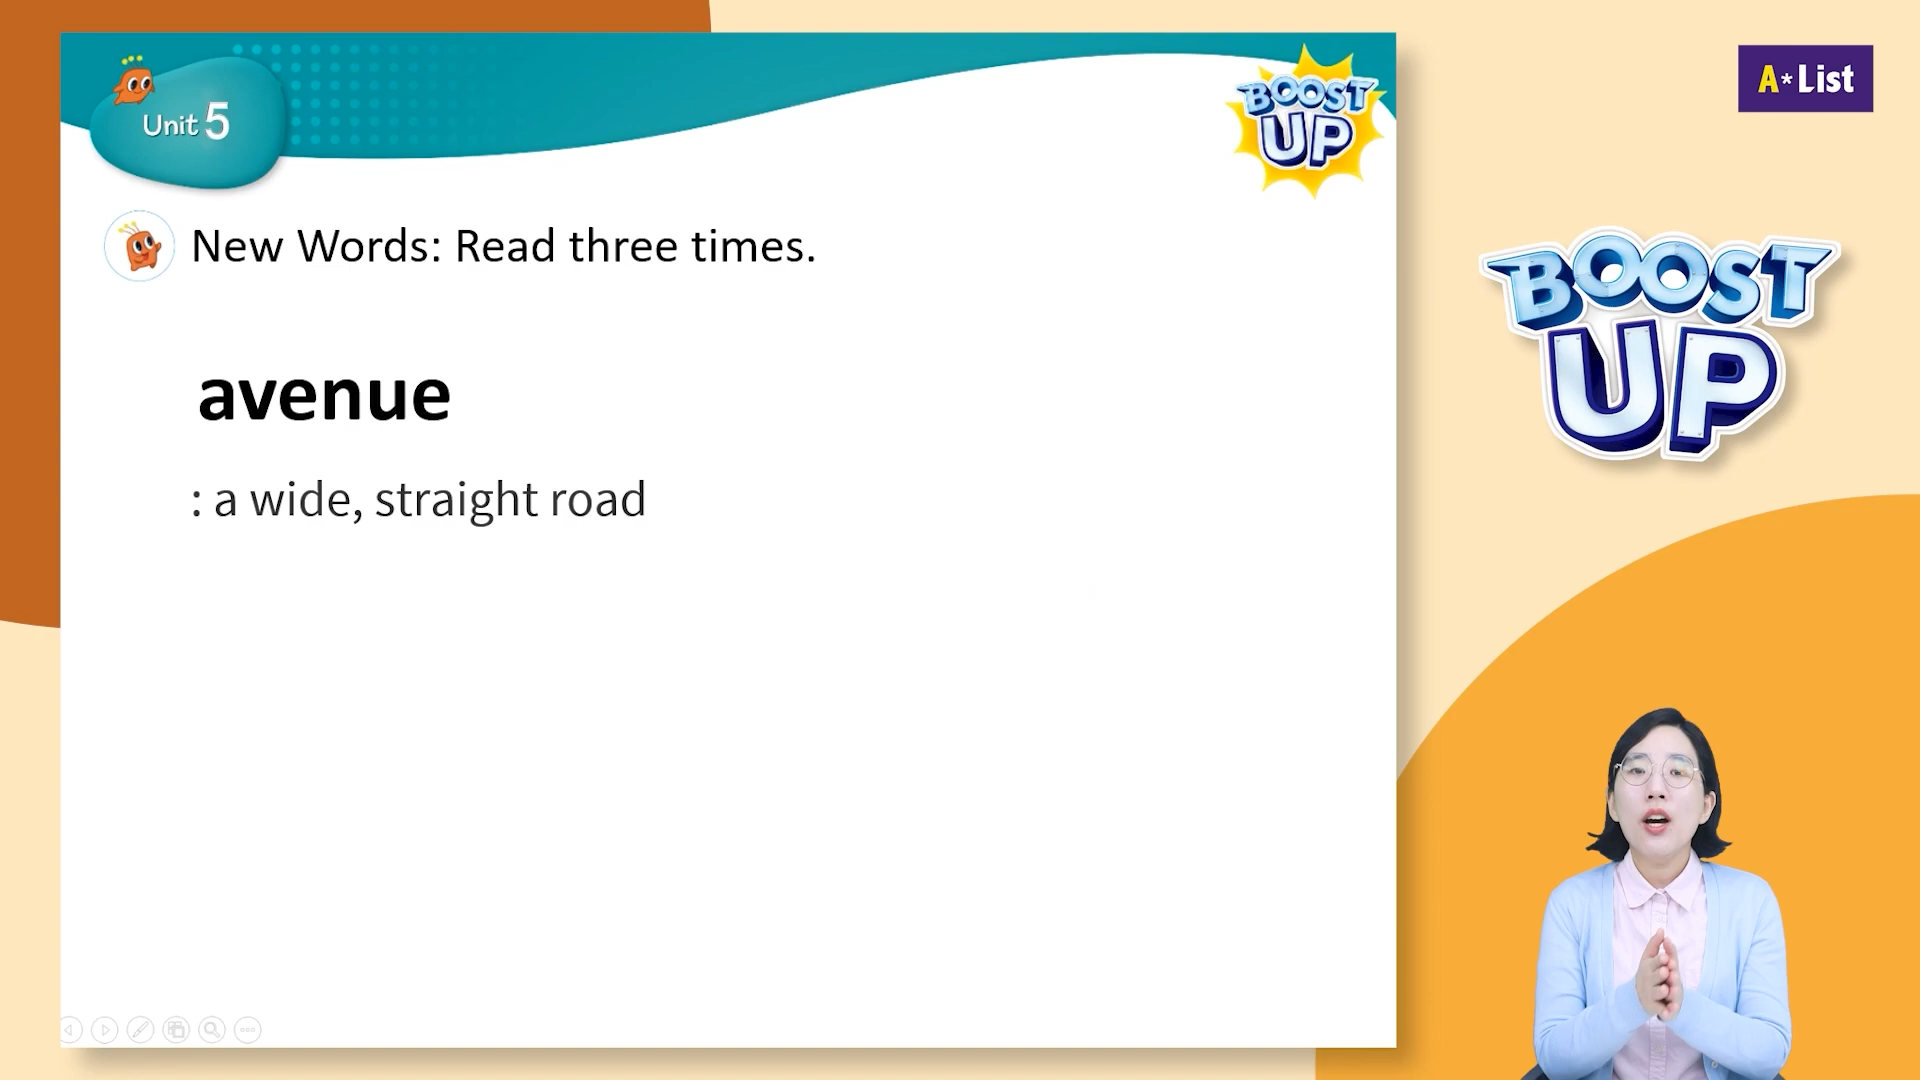 Unit 5
BOOST
UP
A*List
New Words: Read three times.
avenue
: a wide, straight road
BOOST
UP